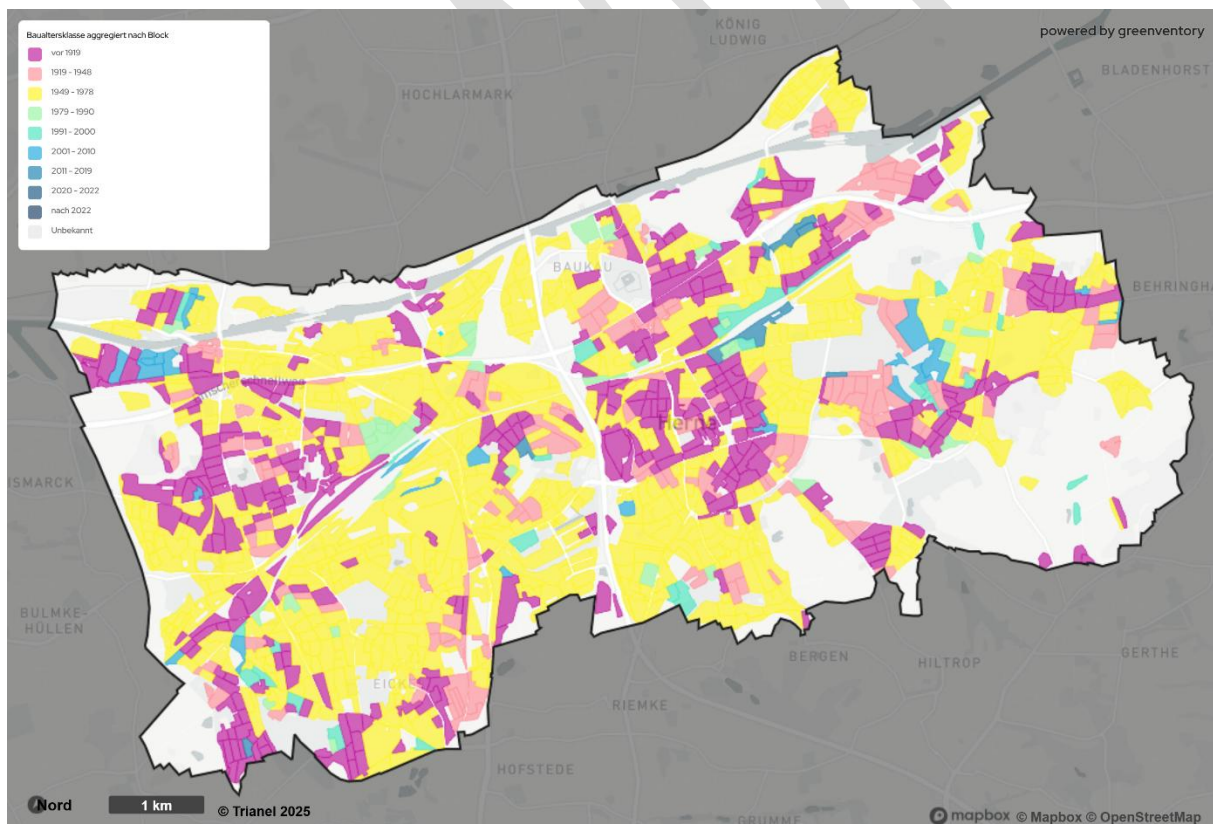 Baualtersklasse aggregiert nach Block
vor 1919
1919 - 1948
1949 - 1978
1979 - 1990
1991 - 2000
2001 - 2010
2011 - 2019
2020 - 2022
nach 2022
Unbekannt
powered by greenventory
KÖNIG
LUDWIG
BLADENHORST
HOCHLARMARK
BAUKAU
BEHRINGHA
Herne
ISMARCK
BULMKE-
HÜLLEN
EICKEL
BERGEN
HILTROP
GERTHE
RIEMKE
HOFSTEDE
GRUMME
Nord
1 km
© Trianel 2025
mapbox © Mapbox © OpenStreetMap